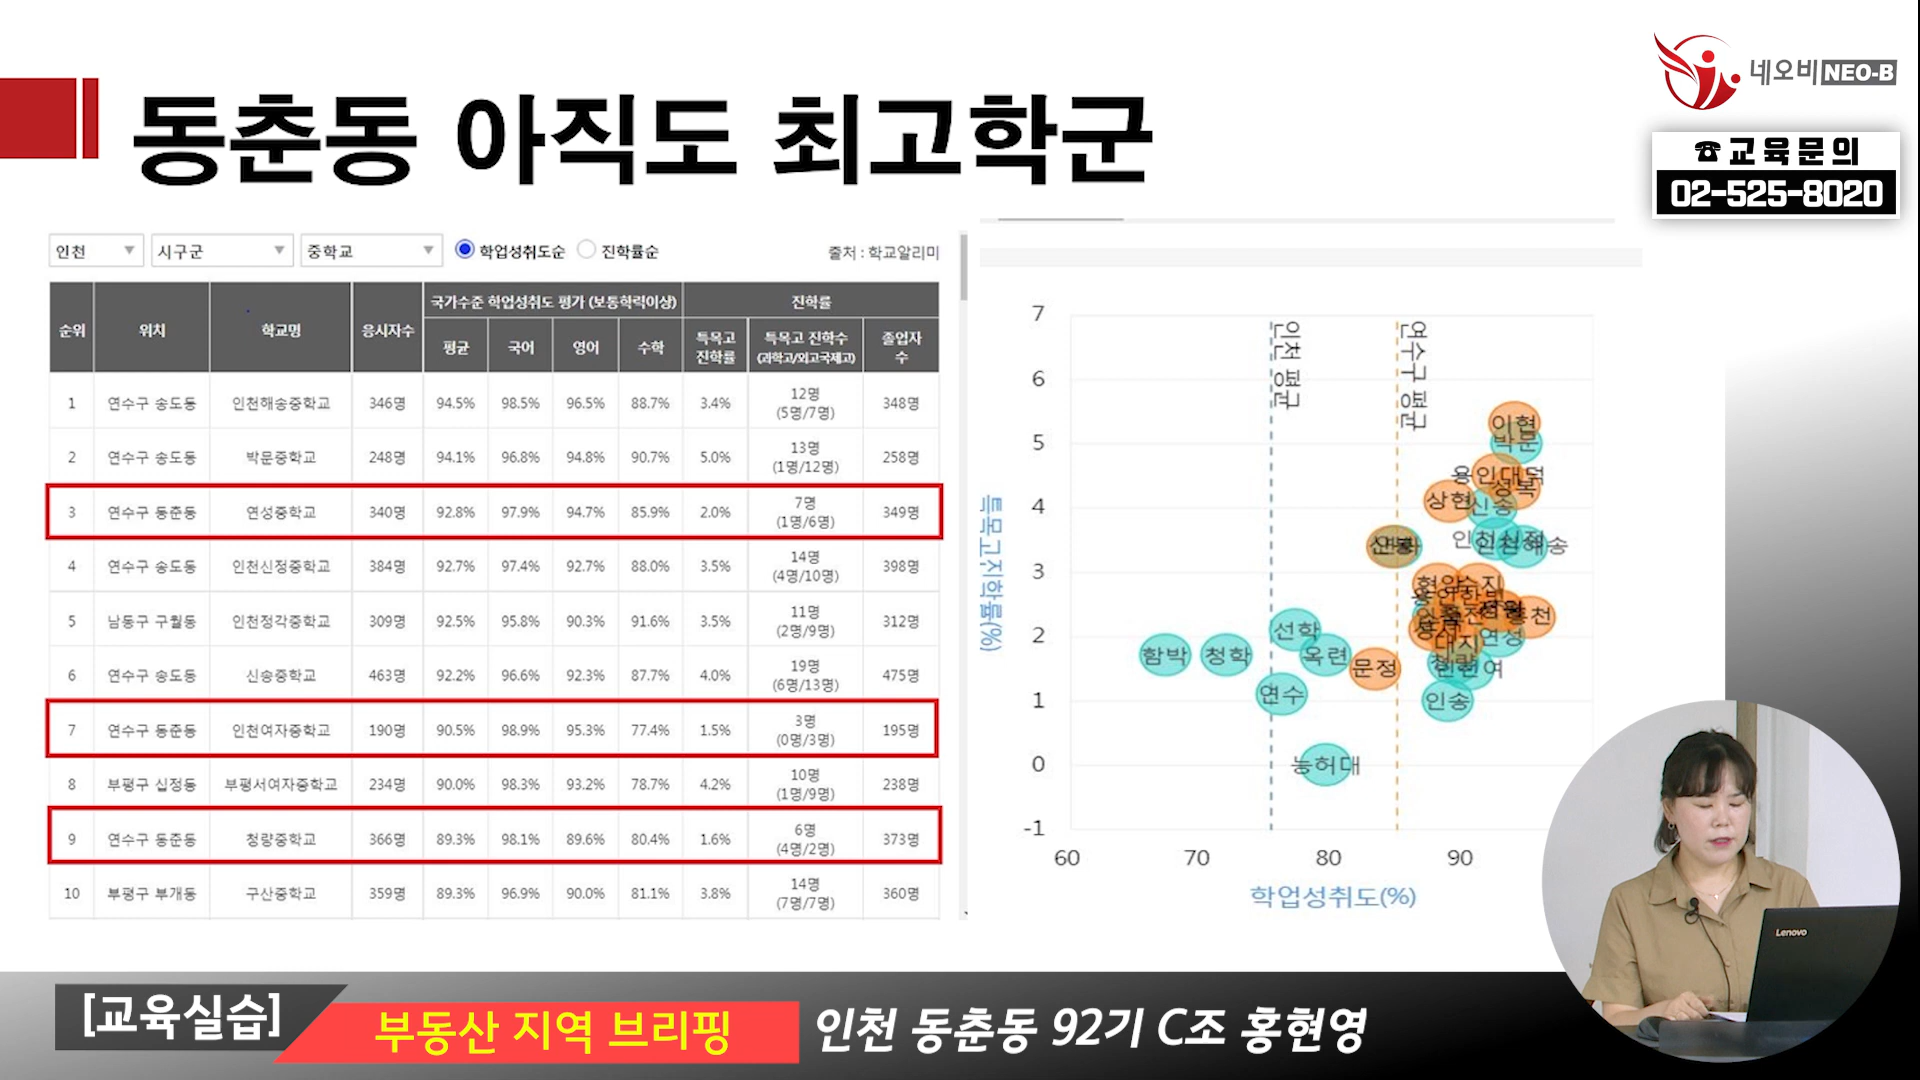 네오비 NEO-B
☎교육문의
02-525-8020
동춘동 아직도 최고학군
인천 ▼ 시구군 ▼ 중학교 ▼ 학업성취도순 진학률순 출처 : 학교알리미
순위 위치 학교명 응시자수 국가수준 학업성취도 평가 (보통학력이상) 진학률
평균 국어 영어 수학 특목고 진학률 특목고 진학수 (과학고/외고국제고) 졸업자수
1 연수구 송도동 인천해송중학교 346명 94.5% 98.5% 96.5% 88.7% 3.4% 12명 (5명/7명) 348명
2 연수구 송도동 박문중학교 248명 94.1% 96.8% 94.8% 90.7% 5.0% 13명 (1명/12명) 258명
3 연수구 동춘동 연성중학교 340명 92.8% 97.9% 94.7% 85.9% 2.0% 7명 (1명/6명) 349명
4 연수구 송도동 인천신정중학교 384명 92.7% 97.4% 92.7% 88.0% 3.5% 14명 (4명/10명) 398명
5 남동구 구월동 인천정각중학교 309명 92.5% 95.8% 90.3% 91.6% 3.5% 11명 (2명/9명) 312명
6 연수구 송도동 신송중학교 463명 92.2% 96.6% 92.3% 87.7% 4.0% 19명 (6명/13명) 475명
7 연수구 동춘동 인천여자중학교 190명 90.5% 98.9% 95.3% 77.4% 1.5% 3명 (0명/3명) 195명
8 부평구 십정동 부평서여자중학교 234명 90.0% 98.3% 93.2% 78.7% 4.2% 10명 (1명/9명) 238명
9 연수구 동춘동 청량중학교 366명 89.3% 98.1% 89.6% 80.4% 1.6% 6명 (4명/2명) 373명
10 부평구 부개동 구산중학교 359명 89.3% 96.9% 90.0% 81.1% 3.8% 14명 (7명/7명) 360명
특목고진학률(%)
7
6
5
4
3
2
1
0
-1
인천 평균
연수구 평균
이현
박문
용인대덕
성복
상현
신송
인천신정
인천해송
수지
홍천
연성
대지
선학
함박
청학
옥련
문정
연수
인송
능허대
60 70 80 90
학업성취도(%)
Lenovo
[교육실습]
부동산 지역 브리핑
인천 동춘동 92기 C조 홍현영